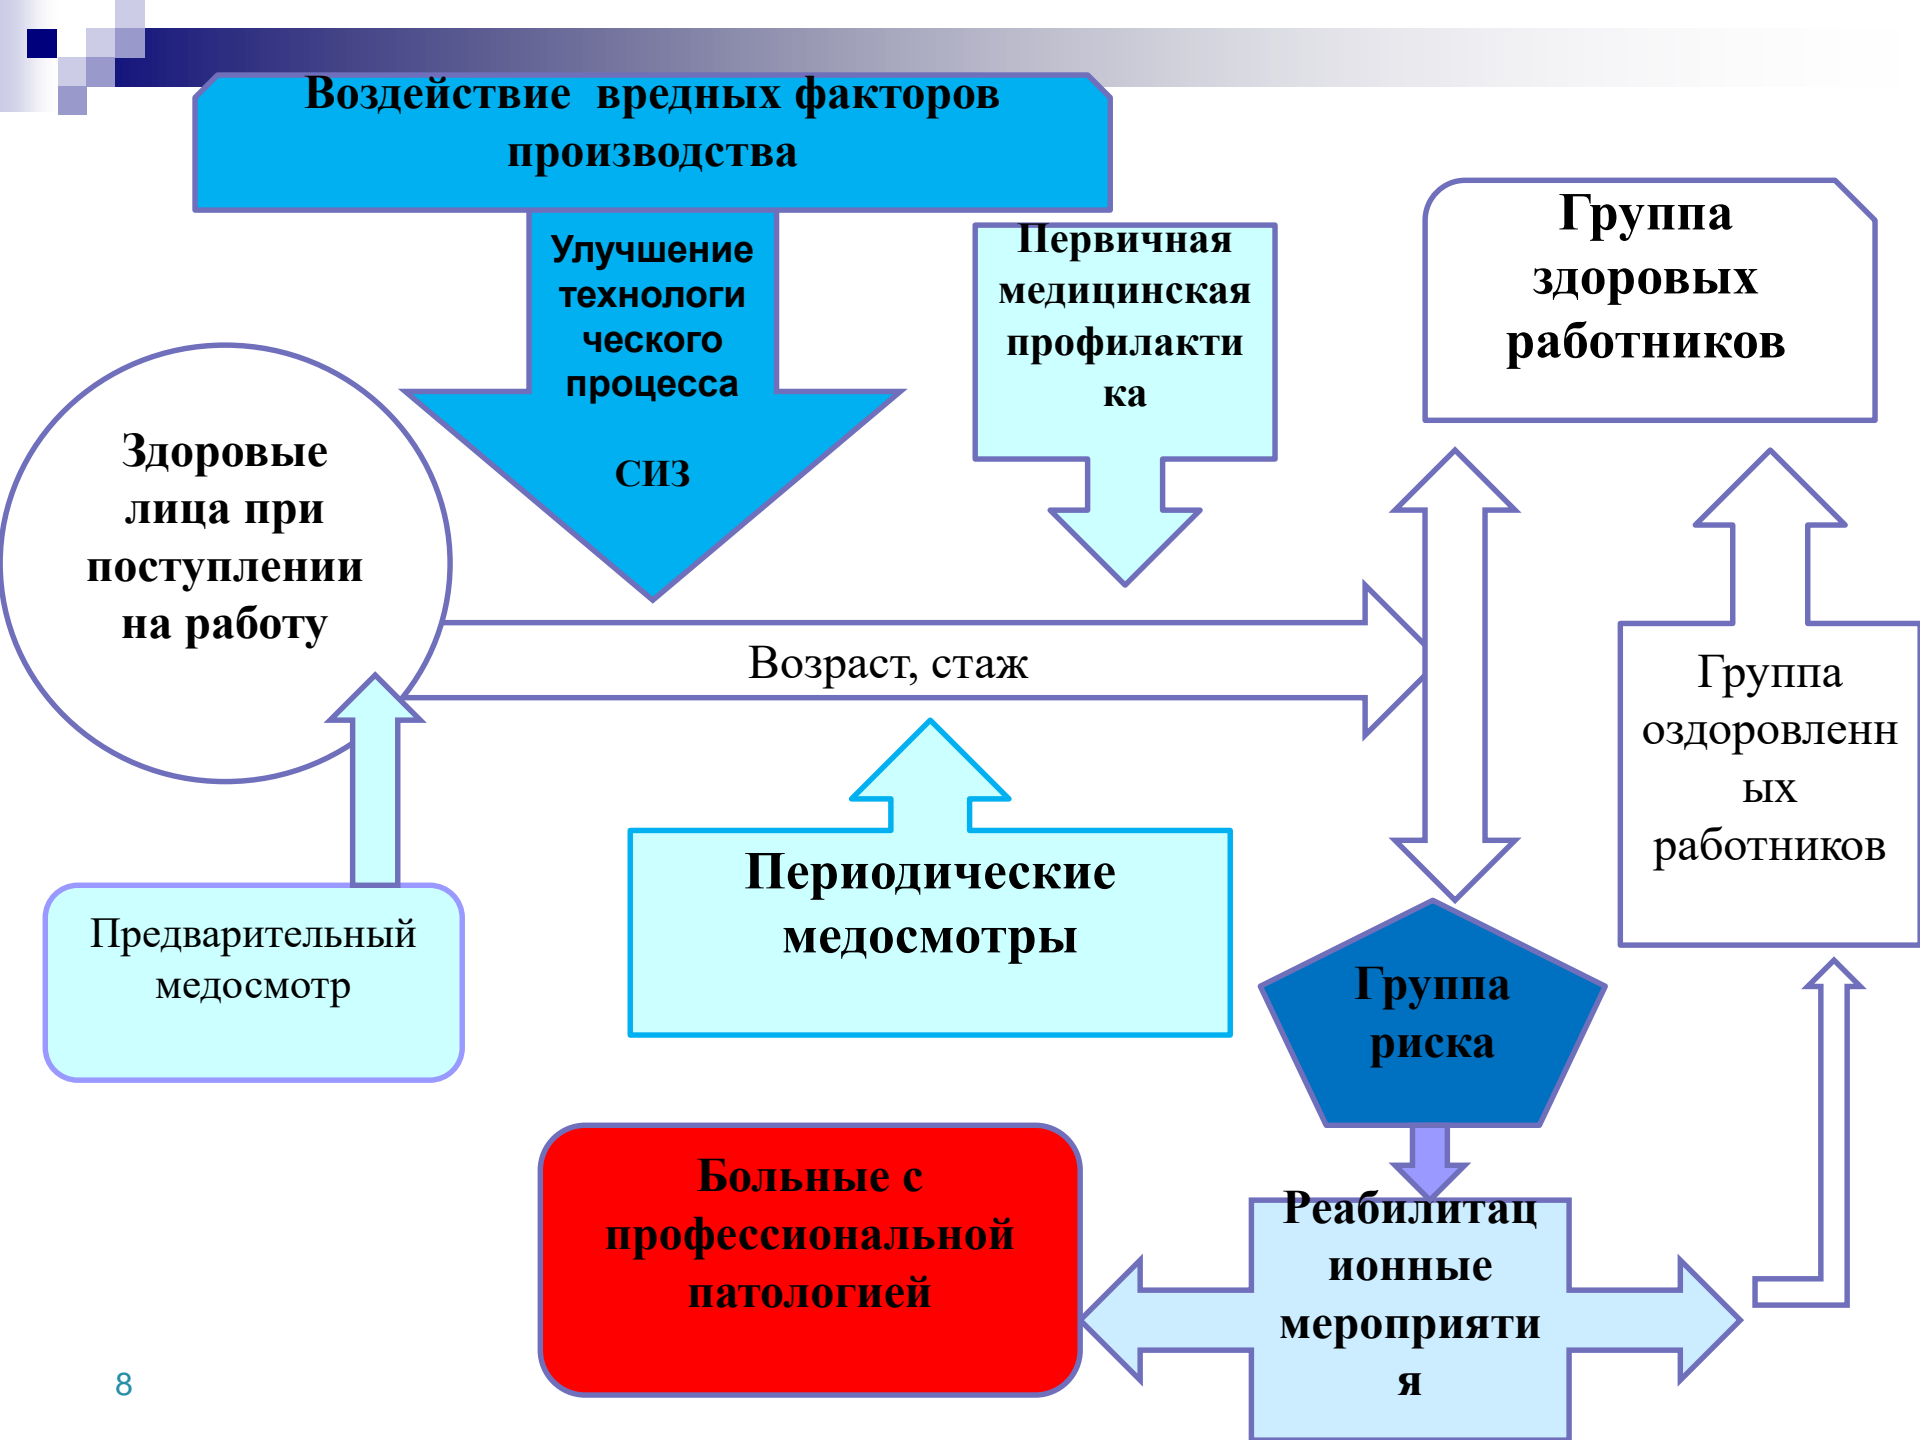 Воздействие вредных факторов
производства
Улучшение
технологи
ческого
процесса
СИЗ
Первичная
медицинская
профилакти
ка
Группа
здоровых
работников
Здоровые
лица при
поступлении
на работу
Возраст, стаж
Группа
оздоровленн
ых
работников
Периодические
медосмотры
Предварительный
медосмотр
Группа
риска
Больные с
профессиональной
патологией
Реабилитац
ионные
мероприяти
я
8